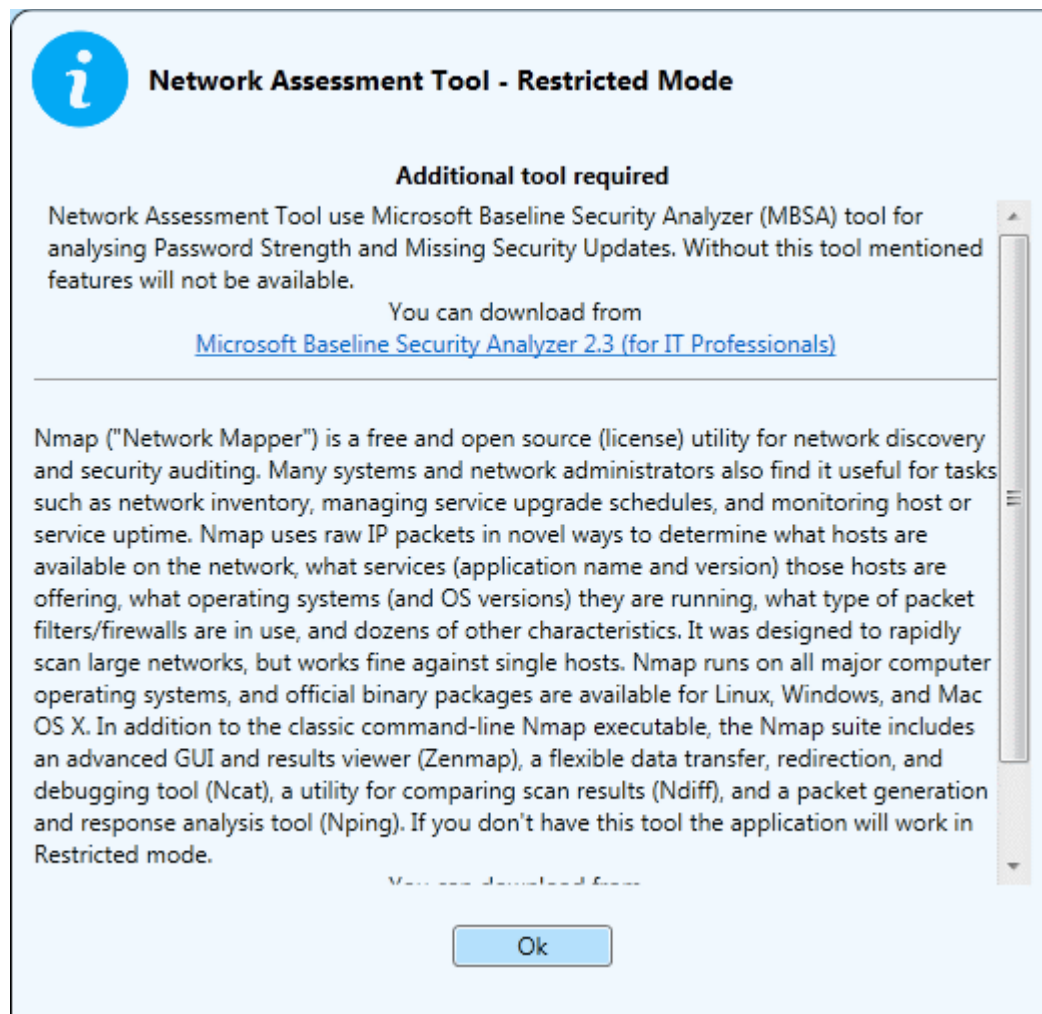 Network Assessment Tool - Restricted Mode
Additional tool required
Network Assessment Tool use Microsoft Baseline Security Analyzer (MBSA) tool for
analysing Password Strength and Missing Security Updates. Without this tool mentioned
features will not be available.
You can download from
Microsoft Baseline Security Analyzer 2.3 (for IT Professionals)
Nmap ("Network Mapper") is a free and open source (license) utility for network discovery
and security auditing. Many systems and network administrators also find it useful for tasks
such as network inventory, managing service upgrade schedules, and monitoring host or
service uptime. Nmap uses raw IP packets in novel ways to determine what hosts are
available on the network, what services (application name and version) those hosts are
offering, what operating systems (and OS versions) they are running, what type of packet
filters/firewalls are in use, and dozens of other characteristics. It was designed to rapidly
scan large networks, but works fine against single hosts. Nmap runs on all major computer
operating systems, and official binary packages are available for Linux, Windows, and Mac
OS X. In addition to the classic command-line Nmap executable, the Nmap suite includes
an advanced GUI and results viewer (Zenmap), a flexible data transfer, redirection, and
debugging tool (Ncat), a utility for comparing scan results (Ndiff), and a packet generation
and response analysis tool (Nping). If you don't have this tool the application will work in
Restricted mode.
You can download from
Ok